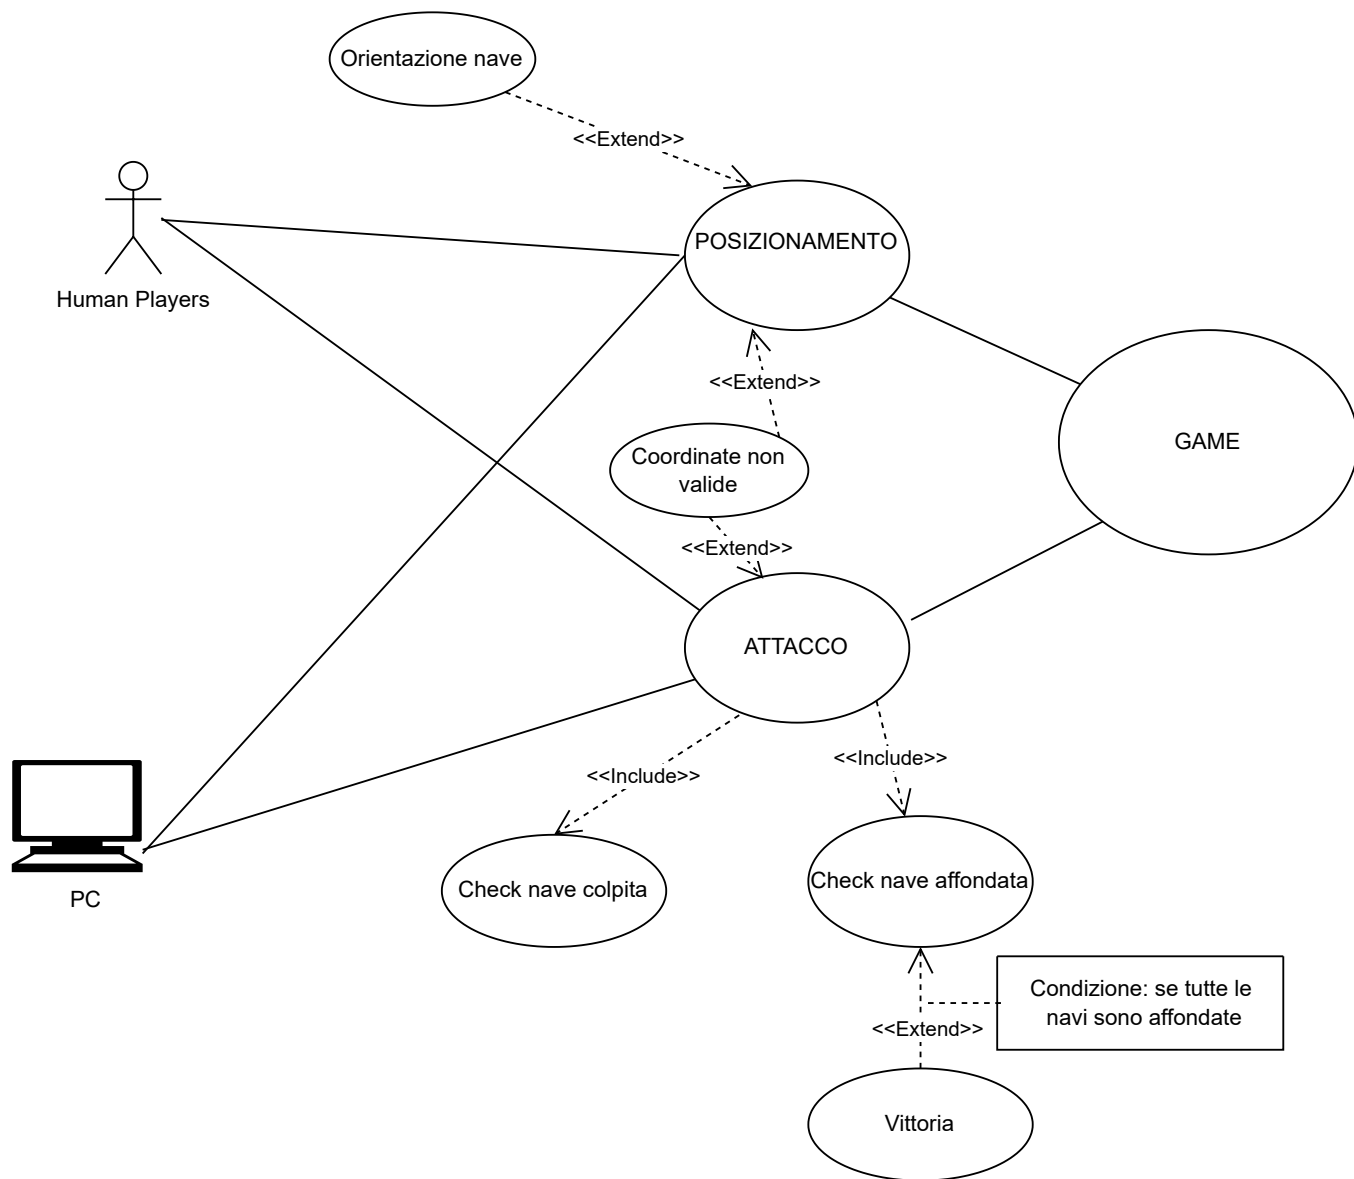 Orientazione nave
<<Extend>>
Human Players
POSIZIONAMENTO
<<Extend>>
GAME
Coordinate non
valide
<<Extend>>
ATTACCO
<<Include>>
<<Include>>
PC
Check nave colpita
Check nave affondata
Condizione: se tutte le
navi sono affondate
<<Extend>>
Vittoria